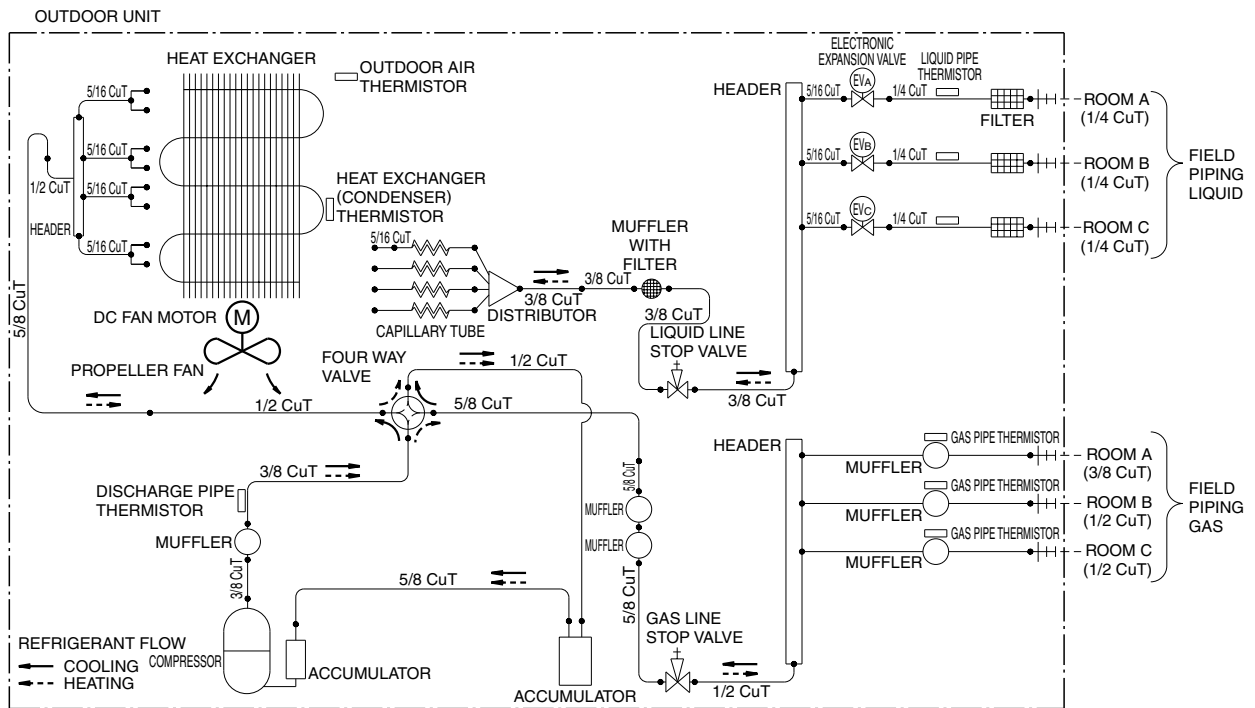 OUTDOOR UNIT
HEAT EXCHANGER
OUTDOOR AIR
THERMISTOR
5/16 CuT
5/16 CuT
5/16 CuT
5/16 CuT
1/2 CuT
HEADER
HEAT EXCHANGER
(CONDENSER)
THERMISTOR
5/8 CuT
DC FAN MOTOR
M
PROPELLER FAN
5/16 CuT
CAPILLARY TUBE
DISTRIBUTOR
3/8 CuT
3/8 CuT
MUFFLER
WITH
FILTER
3/8 CuT
LIQUID LINE
STOP VALVE
3/8 CuT
HEADER
ELECTRONIC
EXPANSION VALVE
LIQUID PIPE
THERMISTOR
5/16 CuT
EVA
1/4 CuT
FILTER
ROOM A
(1/4 CuT)
5/16 CuT
EVB
1/4 CuT
ROOM B
(1/4 CuT)
5/16 CuT
EVC
1/4 CuT
ROOM C
(1/4 CuT)
FIELD
PIPING
LIQUID
FOUR WAY
VALVE
1/2 CuT
1/2 CuT
5/8 CuT
3/8 CuT
DISCHARGE PIPE
THERMISTOR
MUFFLER
3/8 CuT
5/8 CuT
MUFFLER
MUFFLER
5/8 CuT
5/8 CuT
GAS LINE
STOP VALVE
1/2 CuT
HEADER
GAS PIPE THERMISTOR
MUFFLER
ROOM A
(3/8 CuT)
GAS PIPE THERMISTOR
MUFFLER
ROOM B
(1/2 CuT)
GAS PIPE THERMISTOR
MUFFLER
ROOM C
(1/2 CuT)
FIELD
PIPING
GAS
REFRIGERANT FLOW
COOLING
HEATING
COMPRESSOR
ACCUMULATOR
ACCUMULATOR